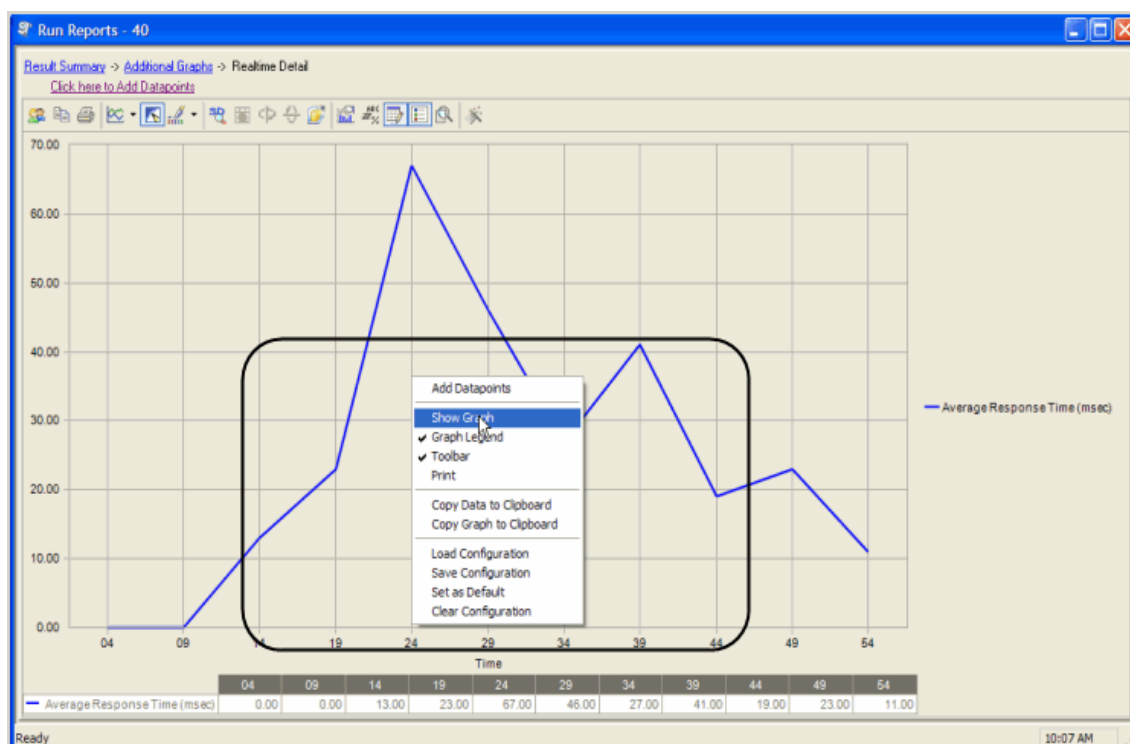 Run Reports - 40
Result Summary -> Additional Graphs -> Realtime Detail
Click here to Add Datapoints
70.00
60.00
50.00
40.00
30.00
20.00
10.00
0.00
Add Datapoints
Show Graph
Graph Legend
Toolbar
Print
Copy Data to Clipboard
Copy Graph to Clipboard
Load Configuration
Save Configuration
Set as Default
Clear Configuration
Average Response Time (msec)
04 09 14 19 24 29 34 39 44 49 54
Time
04 09 14 19 24 29 34 39 44 49 54
Average Response Time (msec) 0.00 0.00 13.00 23.00 67.00 46.00 27.00 41.00 19.00 23.00 11.00
Ready 10:07 AM